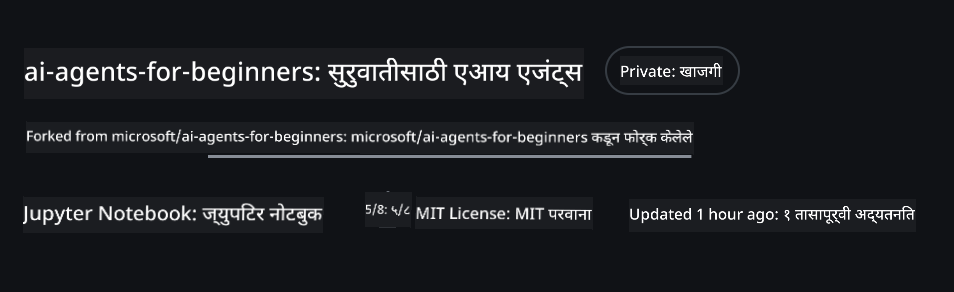 ai-agents-for-beginners: सुरुवातीसाठी एआय एजंट्स Private: खाजगी
Forked from microsoft/ai-agents-for-beginners: microsoft/ai-agents-for-beginners कडून फोर्क केलेले
Jupyter Notebook: ज्युपिटर नोटबुक 5/8: ५/८ MIT License: MIT परवाना Updated 1 hour ago: १ तासापूर्वी अद्यतनित